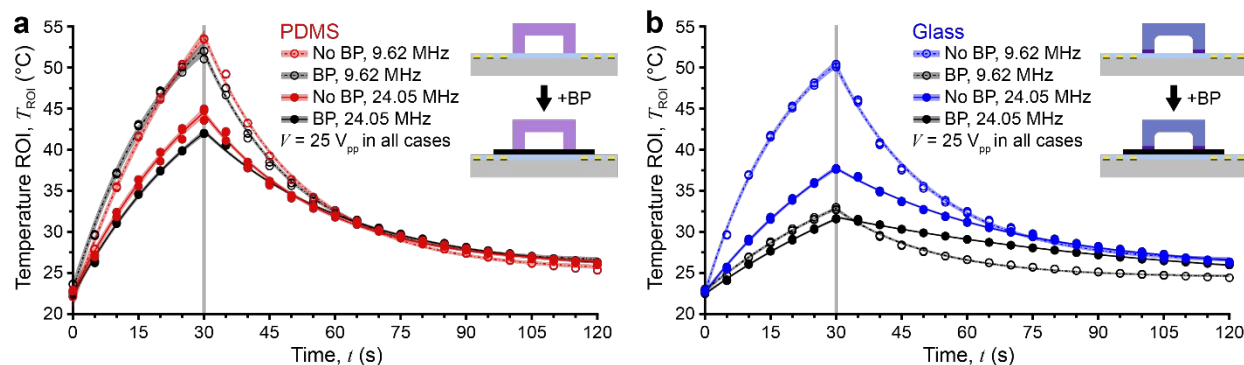 a
PDMS
No BP, 9.62 MHz
BP, 9.62 MHz
No BP, 24.05 MHz
BP, 24.05 MHz
V = 25 Vpp in all cases
+BP
Temperature ROI, TROI (°C)
55
50
45
40
35
30
25
20
0 15 30 45 60 75 90 105 120
Time, t (s)
b
Glass
No BP, 9.62 MHz
BP, 9.62 MHz
No BP, 24.05 MHz
BP, 24.05 MHz
V = 25 Vpp in all cases
+BP
Temperature ROI, TROI (°C)
55
50
45
40
35
30
25
20
0 15 30 45 60 75 90 105 120
Time, t (s)